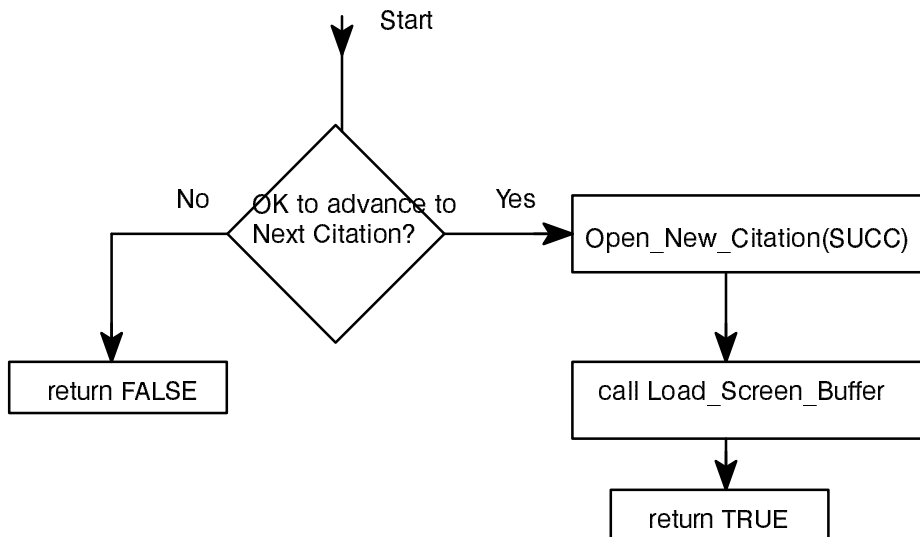 Start
No
OK to advance to
Next Citation?
Yes
Open_New_Citation(SUCC)
return FALSE
call Load_Screen_Buffer
return TRUE